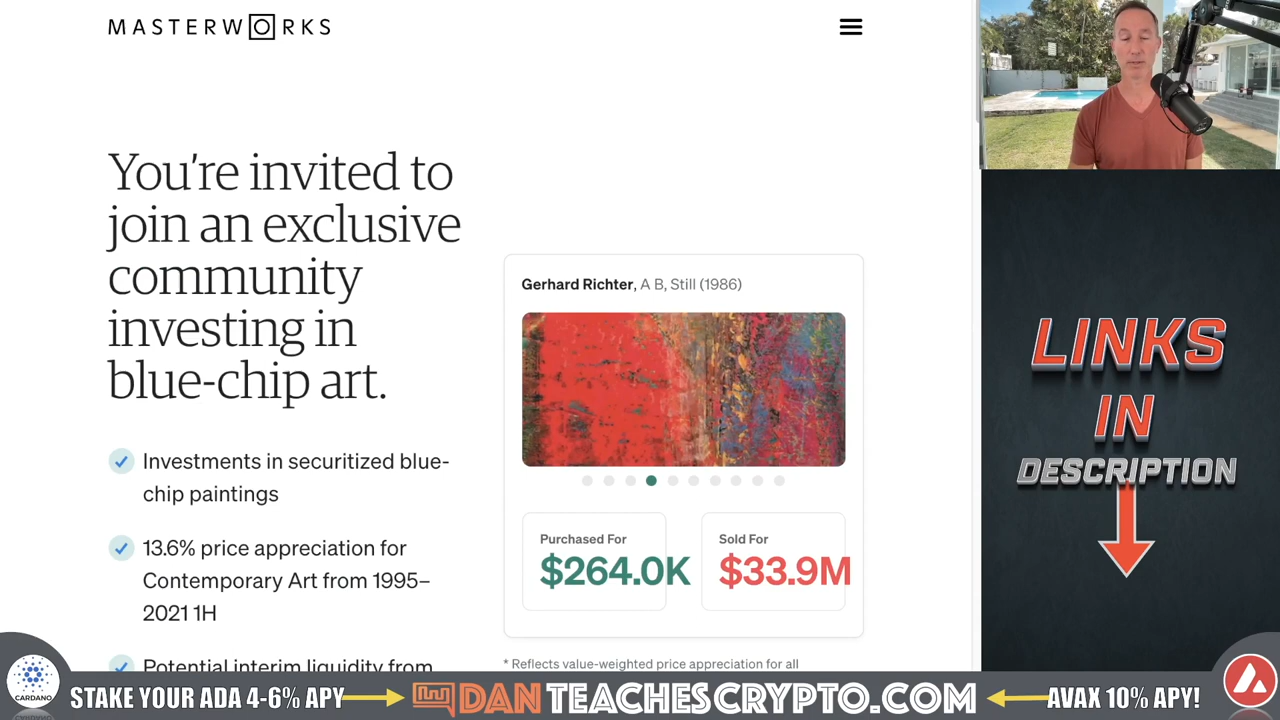 MASTERWORKS
You're invited to
join an exclusive
community
investing in
blue-chip art.
Investments in securitized blue-
chip paintings
13.6% price appreciation for
Contemporary Art from 1995–
2021 1H
Potential interim liquidity from
Gerhard Richter, A B, Still (1986)
Purchased For
$264.0K
Sold For
$33.9M
* Reflects value-weighted price appreciation for all
LINKS
IN
DESCRIPTION
CARDANO
STAKE YOUR ADA 4-6% APY
DANTEACHESCRYPTO.COM
AVAX 10% APY!